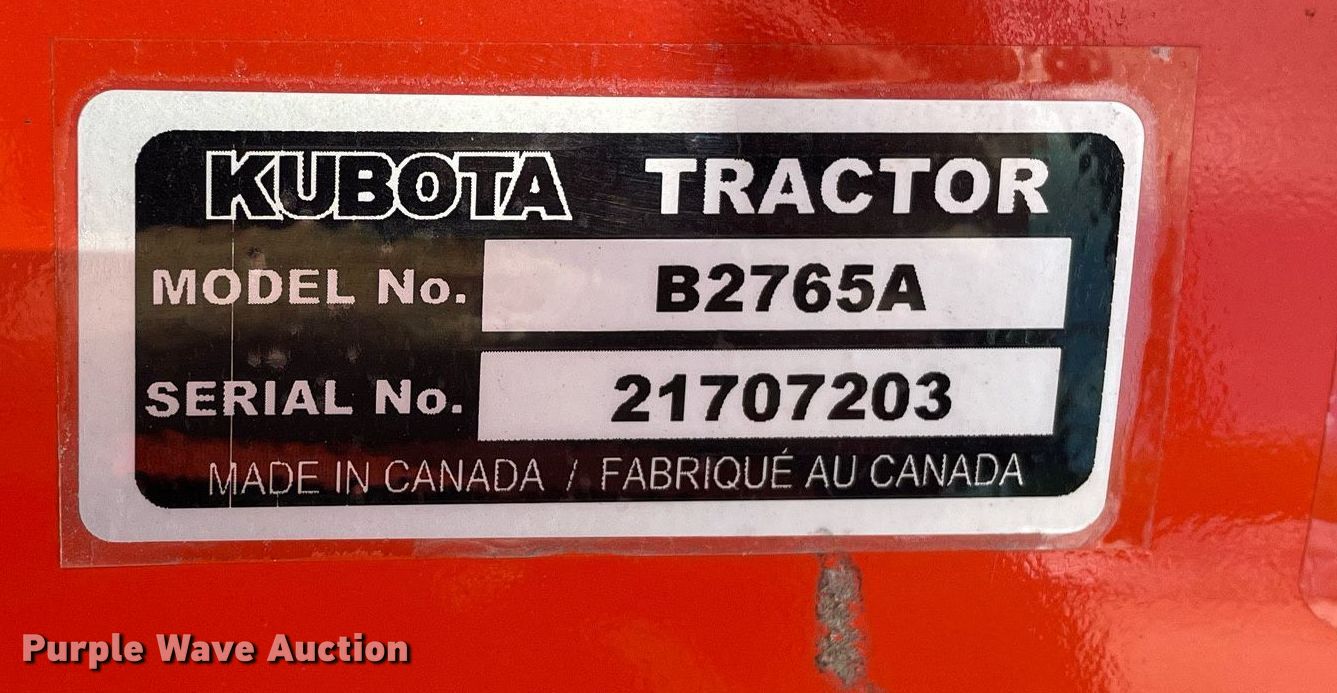 KUBOTA TRACTOR
MODEL No. B2765A
SERIAL No. 21707203
MADE IN CANADA / FABRIQUÉ AU CANADA
Purple Wave Auction